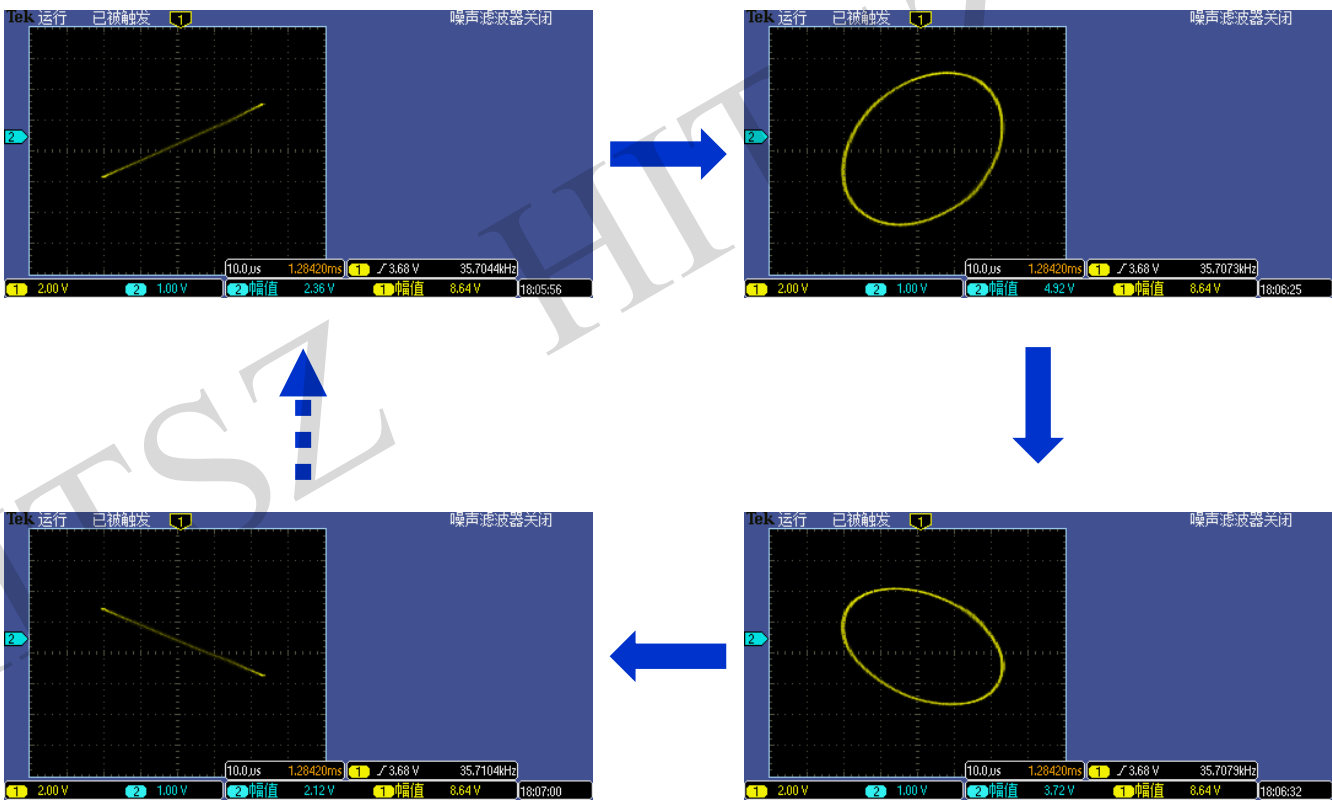 Tek 运行 已被触发 1 噪声滤波器关闭
2
10.0µs 1.28420ms 1 3.68 V 35.7044kHz
1 2.00 V 2 1.00 V 2 幅值 2.36 V 1 幅值 8.64 V 18:05:56
Tek 运行 已被触发 1 噪声滤波器关闭
2
10.0µs 1.28420ms 1 3.68 V 35.7073kHz
1 2.00 V 2 1.00 V 2 幅值 4.92 V 1 幅值 8.64 V 18:06:25
Tek 运行 已被触发 1 噪声滤波器关闭
2
10.0µs 1.28420ms 1 3.68 V 35.7104kHz
1 2.00 V 2 1.00 V 2 幅值 2.12 V 1 幅值 8.64 V 18:07:00
Tek 运行 已被触发 1 噪声滤波器关闭
2
10.0µs 1.28420ms 1 3.68 V 35.7079kHz
1 2.00 V 2 1.00 V 2 幅值 3.72 V 1 幅值 8.64 V 18:06:32
HITSZ HITSZ